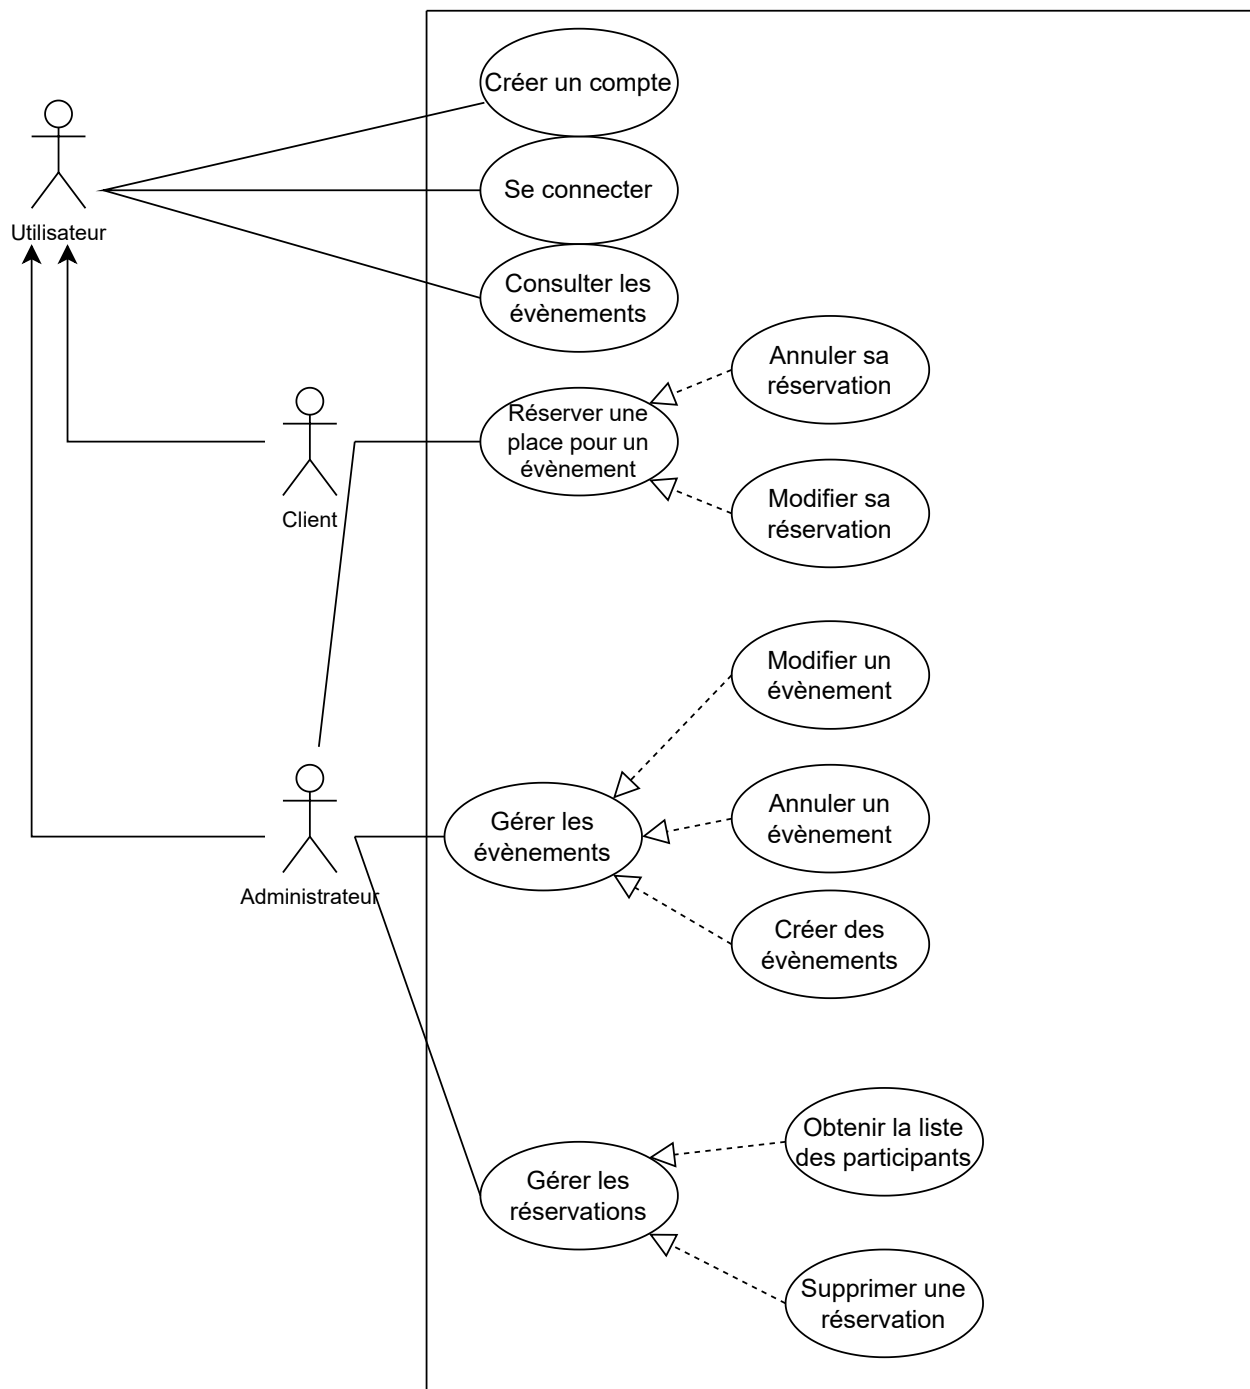 Créer un compte
Se connecter
Utilisateur
Consulter les
évènements
Annuler sa
réservation
Réserver une
place pour un
évènement
Modifier sa
réservation
Client
Modifier un
évènement
Annuler un
évènement
Gérer les
évènements
Administrateur
Créer des
évènements
Obtenir la liste
des participants
Gérer les
réservations
Supprimer une
réservation